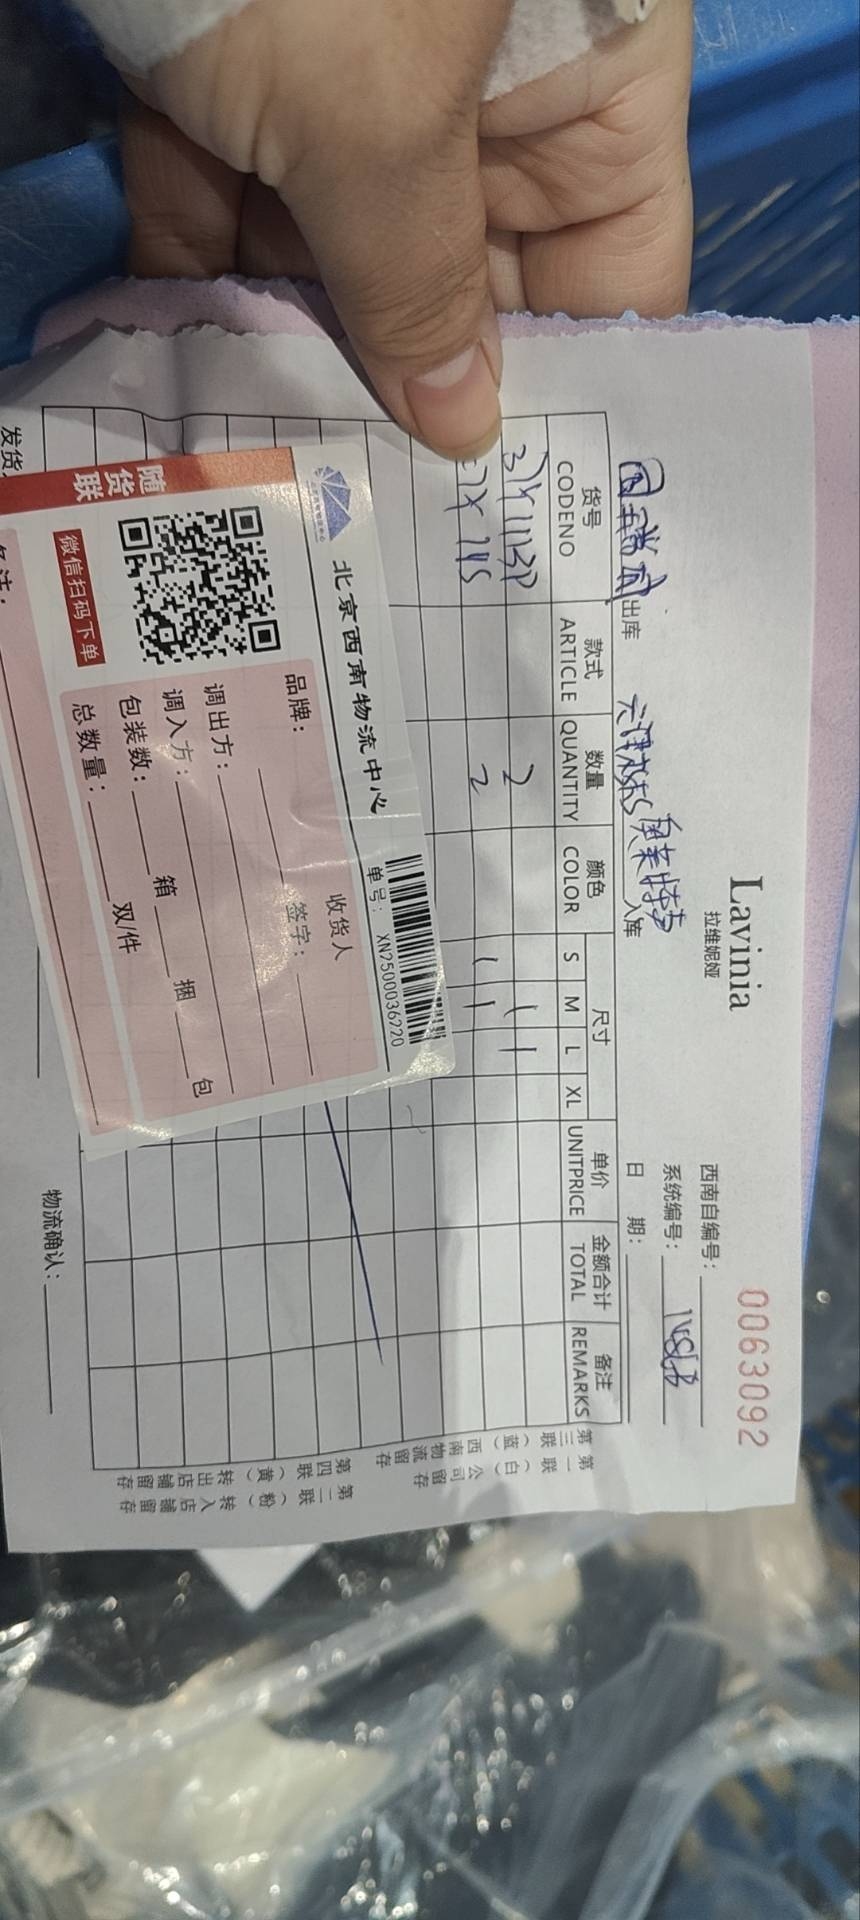 Lavinia
拉维妮娅
0063092
西南自编号：
系统编号：
出库
入库
日 期：
货号 款式 数量 颜色 尺寸 单价 金额合计 备注
CODENO ARTICLE QUANTITY COLOR S M L XL UNITPRICE TOTAL REMARKS
2 1 1
2 1 1
第一联（白）公司留存
第三联（蓝）西南物流留存
第二联（粉）转入店铺留存
第四联（黄）转出店铺留存
物流确认：
北京西南物流中心
单号： XN2500036220
品牌：
收货人
签字：
调出方：
调入方：
包装数： 箱 捆 包
总数量： 双/件
微信扫码下单
随货联
发货